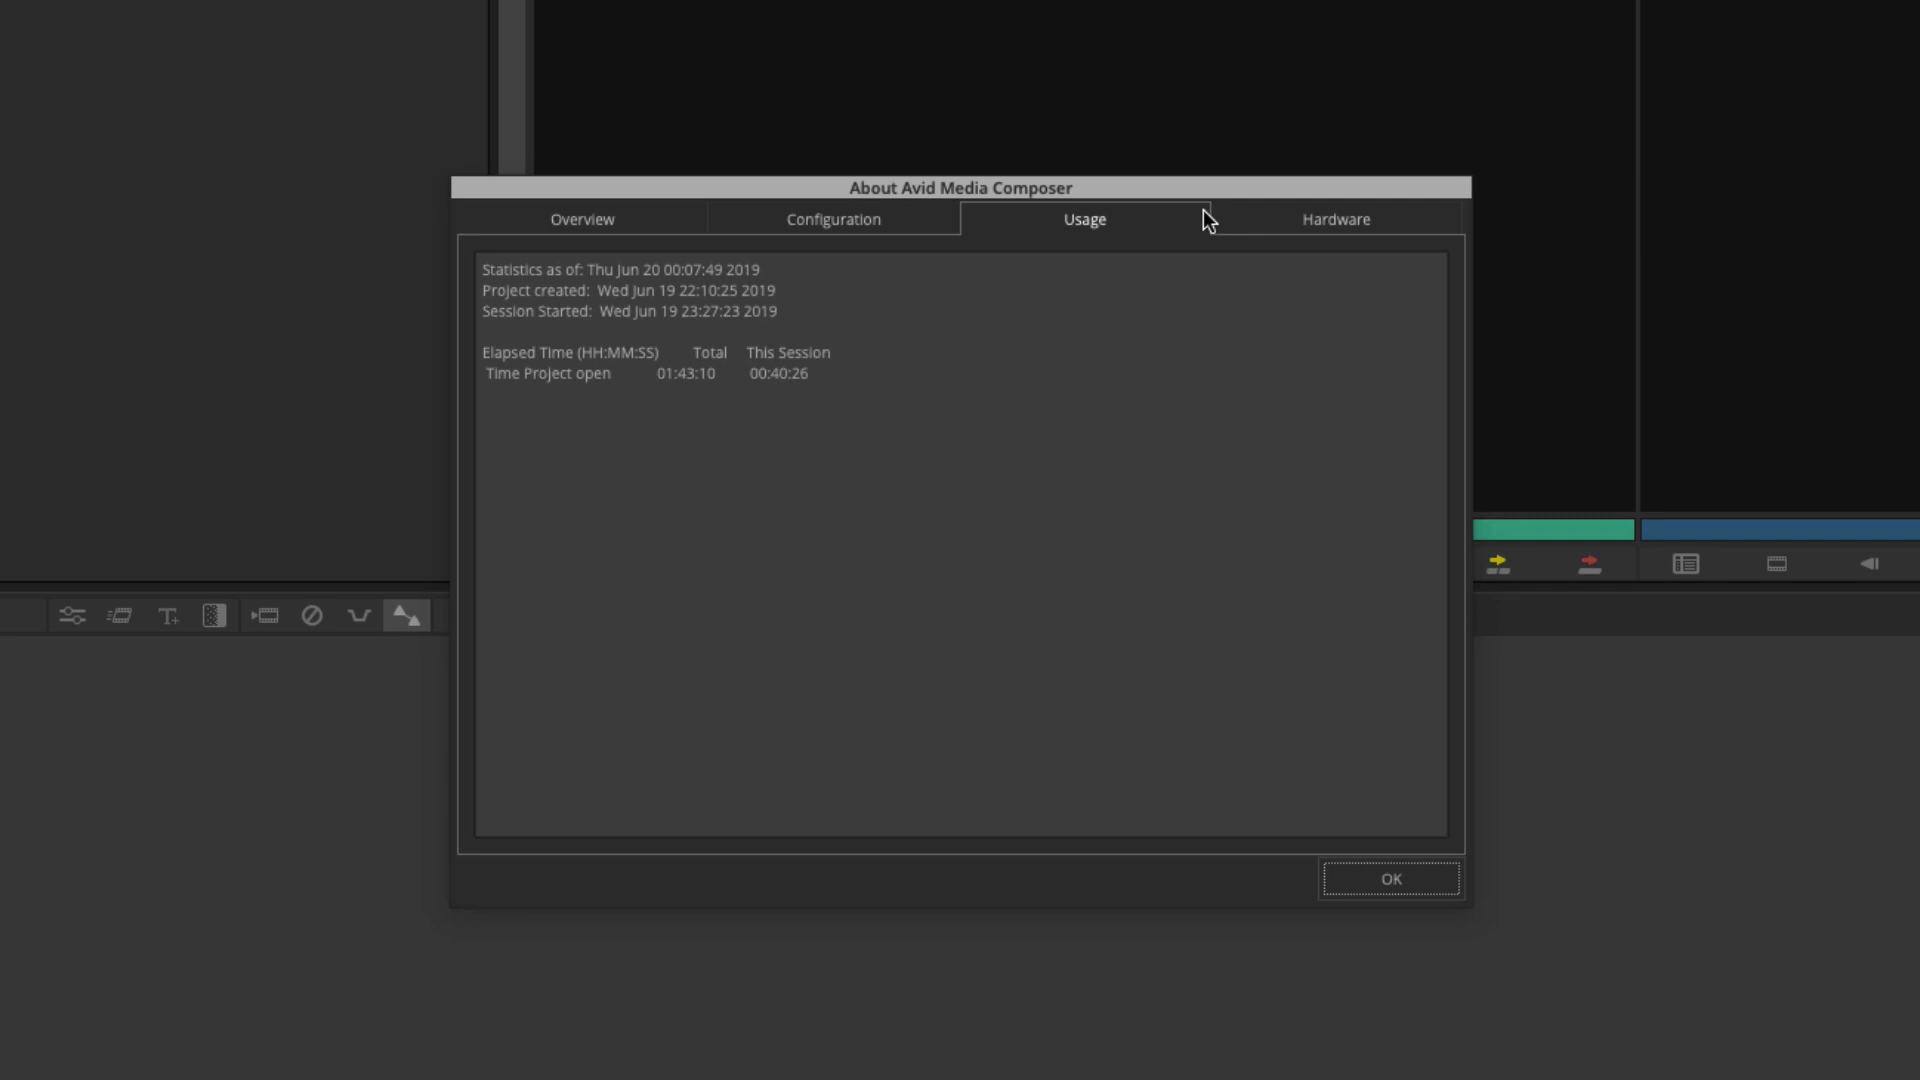 About Avid Media Composer
Overview Configuration Usage Hardware
Statistics as of: Thu Jun 20 00:07:49 2019
Project created: Wed Jun 19 22:10:25 2019
Session Started: Wed Jun 19 23:27:23 2019
Elapsed Time (HH:MM:SS) Total This Session
Time Project open 01:43:10 00:40:26
OK